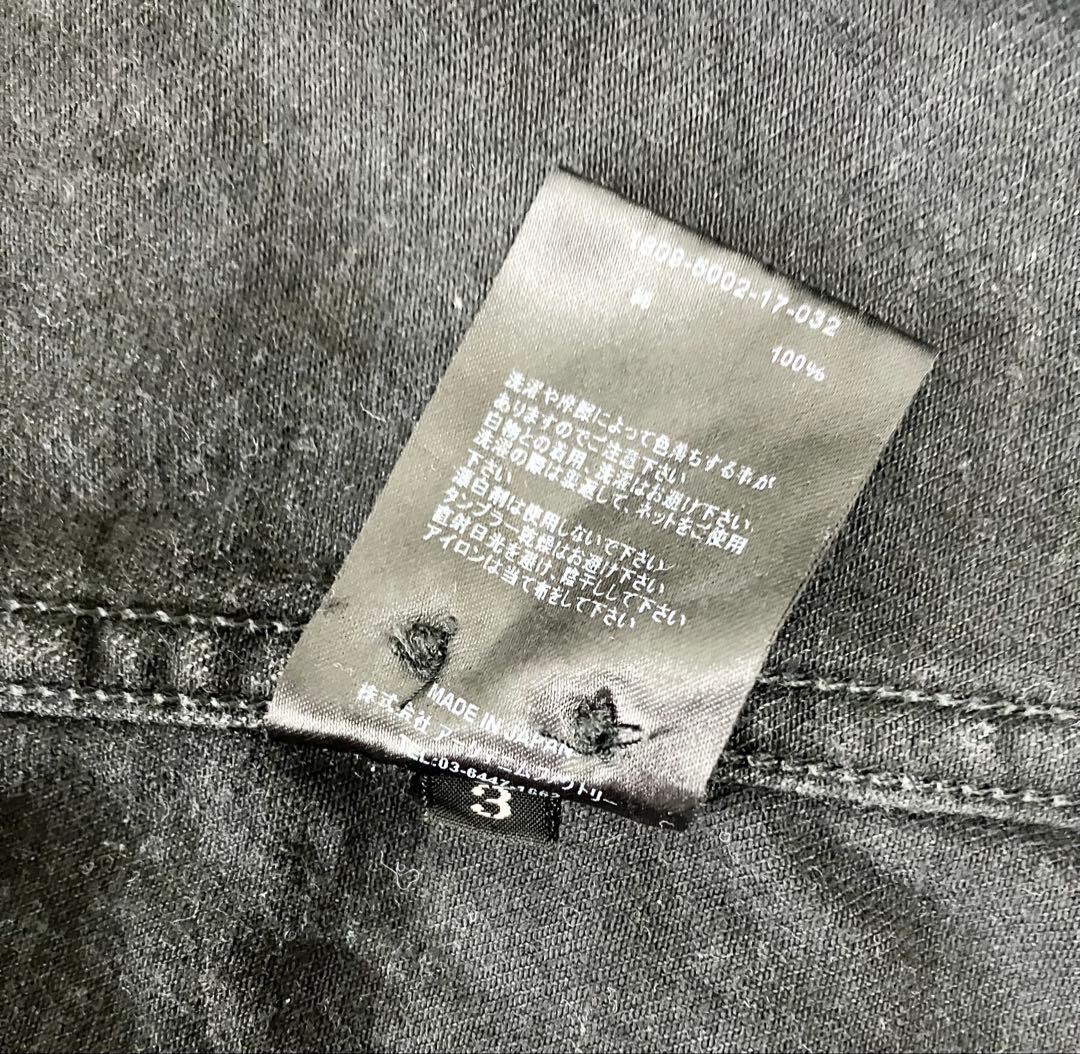 1809-6002-17-032
綿 100%
洗濯や摩擦によって色落ちする事が
ありますのでご注意下さい
白物との着用、洗濯はお避け下さい
洗濯の際は裏返して、ネットをご使用
下さい
漂白剤は使用しないで下さい
タンブラー乾燥はお避け下さい
直射日光を避け、陰干しして下さい
アイロンは当て布をして下さい
MADE IN JAPAN
株式会社
03-6447-
3